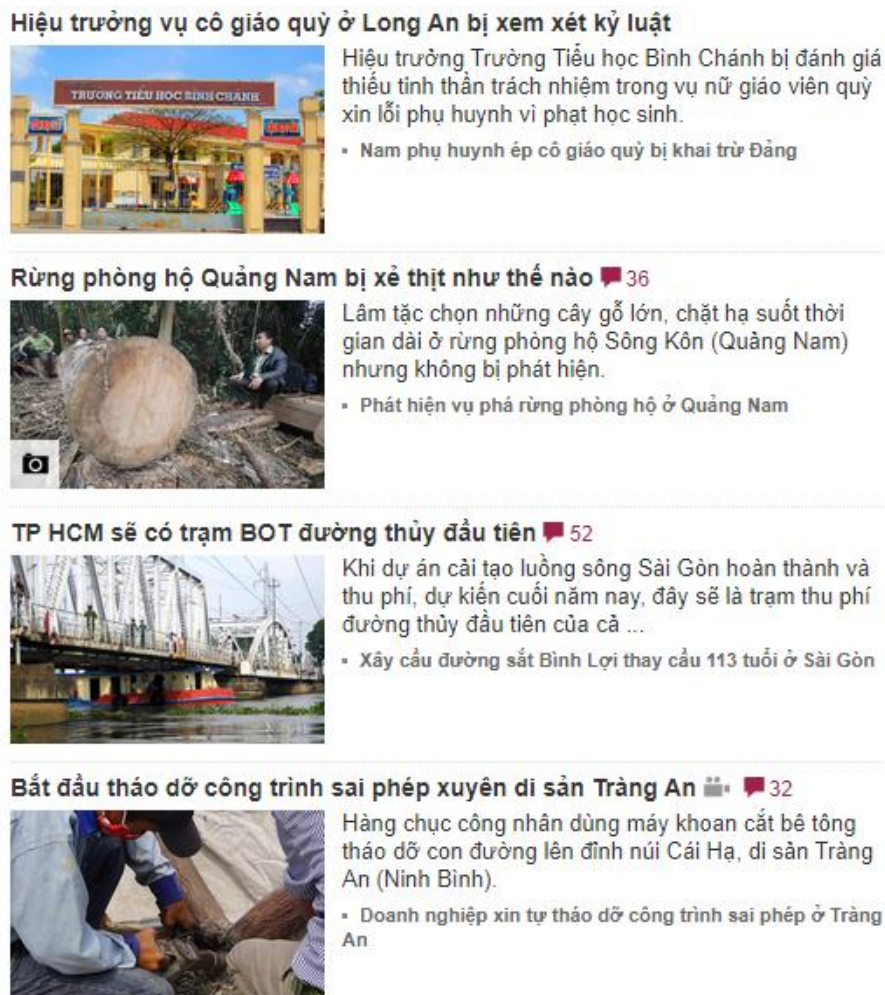 Hiệu trưởng vụ cô giáo quỳ ở Long An bị xem xét kỷ luật
TRƯỜNG TIỂU HỌC BÌNH CHÁNH
Hiệu trưởng Trường Tiểu học Bình Chánh bị đánh giá
thiếu tinh thần trách nhiệm trong vụ nữ giáo viên quỳ
xin lỗi phụ huynh vì phạt học sinh.
Nam phụ huynh ép cô giáo quỳ bị khai trừ Đảng
Rừng phòng hộ Quảng Nam bị xẻ thịt như thế nào 36
Lâm tặc chọn những cây gỗ lớn, chặt hạ suốt thời
gian dài ở rừng phòng hộ Sông Kôn (Quảng Nam)
nhưng không bị phát hiện.
Phát hiện vụ phá rừng phòng hộ ở Quảng Nam
TP HCM sẽ có trạm BOT đường thủy đầu tiên 52
Khi dự án cải tạo luồng sông Sài Gòn hoàn thành và
thu phí, dự kiến cuối năm nay, đây sẽ là trạm thu phí
đường thủy đầu tiên của cả ...
Xây cầu đường sắt Bình Lợi thay cầu 113 tuổi ở Sài Gòn
Bắt đầu tháo dỡ công trình sai phép xuyên di sản Tràng An 32
Hàng chục công nhân dùng máy khoan cắt bê tông
tháo dỡ con đường lên đỉnh núi Cái Hạ, di sản Tràng
An (Ninh Bình).
Doanh nghiệp xin tự tháo dỡ công trình sai phép ở Tràng
An